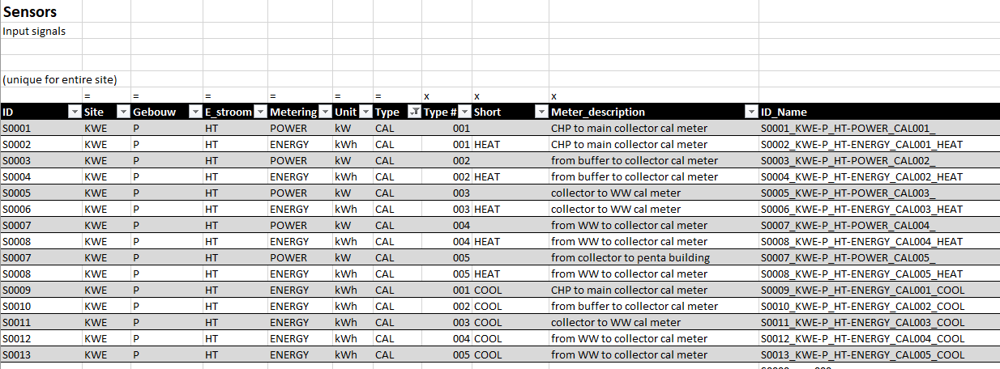 Sensors
Input signals
(unique for entire site)
= = = = = = x x x
ID Site Gebouw E_stroom Metering Unit Type Type # Short Meter_description ID_Name
S0001 KWE P HT POWER kW CAL 001 CHP to main collector cal meter S0001_KWE-P_HT-POWER_CAL001_
S0002 KWE P HT ENERGY kWh CAL 001 HEAT CHP to main collector cal meter S0002_KWE-P_HT-ENERGY_CAL001_HEAT
S0003 KWE P HT POWER kW CAL 002 from buffer to collector cal meter S0003_KWE-P_HT-POWER_CAL002_
S0004 KWE P HT ENERGY kWh CAL 002 HEAT from buffer to collector cal meter S0004_KWE-P_HT-ENERGY_CAL002_HEAT
S0005 KWE P HT POWER kW CAL 003 collector to WW cal meter S0005_KWE-P_HT-POWER_CAL003_
S0006 KWE P HT ENERGY kWh CAL 003 HEAT collector to WW cal meter S0006_KWE-P_HT-ENERGY_CAL003_HEAT
S0007 KWE P HT POWER kW CAL 004 from WW to collector cal meter S0007_KWE-P_HT-POWER_CAL004_
S0008 KWE P HT ENERGY kWh CAL 004 HEAT from WW to collector cal meter S0008_KWE-P_HT-ENERGY_CAL004_HEAT
S0007 KWE P HT POWER kW CAL 005 from collector to penta building S0007_KWE-P_HT-POWER_CAL005_
S0008 KWE P HT ENERGY kWh CAL 005 HEAT from WW to collector cal meter S0008_KWE-P_HT-ENERGY_CAL005_HEAT
S0009 KWE P HT ENERGY kWh CAL 001 COOL CHP to main collector cal meter S0009_KWE-P_HT-ENERGY_CAL001_COOL
S0010 KWE P HT ENERGY kWh CAL 002 COOL from buffer to collector cal meter S0010_KWE-P_HT-ENERGY_CAL002_COOL
S0011 KWE P HT ENERGY kWh CAL 003 COOL collector to WW cal meter S0011_KWE-P_HT-ENERGY_CAL003_COOL
S0012 KWE P HT ENERGY kWh CAL 004 COOL from WW to collector cal meter S0012_KWE-P_HT-ENERGY_CAL004_COOL
S0013 KWE P HT ENERGY kWh CAL 005 COOL from WW to collector cal meter S0013_KWE-P_HT-ENERGY_CAL005_COOL